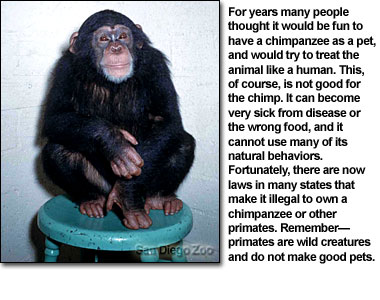 For years many people
thought it would be fun to
have a chimpanzee as a pet,
and would try to treat the
animal like a human. This,
of course, is not good for
the chimp. It can become
very sick from disease or
the wrong food, and it
cannot use many of its
natural behaviors.
Fortunately, there are now
laws in many states that
make it illegal to own a
chimpanzee or other
primates. Remember—
primates are wild creatures
and do not make good pets.
San Diego Zoo